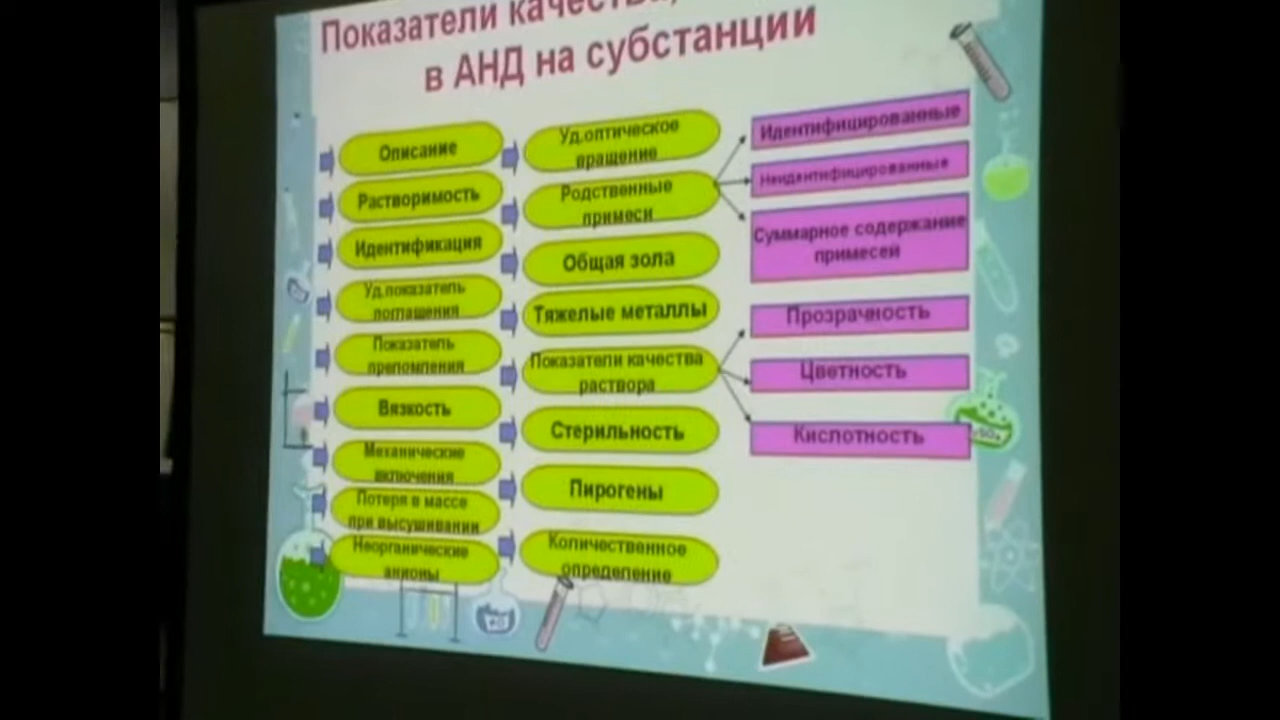 Показатели качества,
в АНД на субстанции
Описание
Растворимость
Идентификация
Уд.показатель
поглашения
Показатель
преломления
Вязкость
Механические
включения
Потеря в массе
при высушивании
Неорганические
анионы
Уд.оптическое
вращение
Родственные
примеси
Общая зола
Тяжелые металлы
Показатели качества
раствора
Стерильность
Пирогены
Количественное
определение
Идентифицированные
Неидентифицированные
Суммарное содержание
примесей
Прозрачность
Цветность
Кислотность